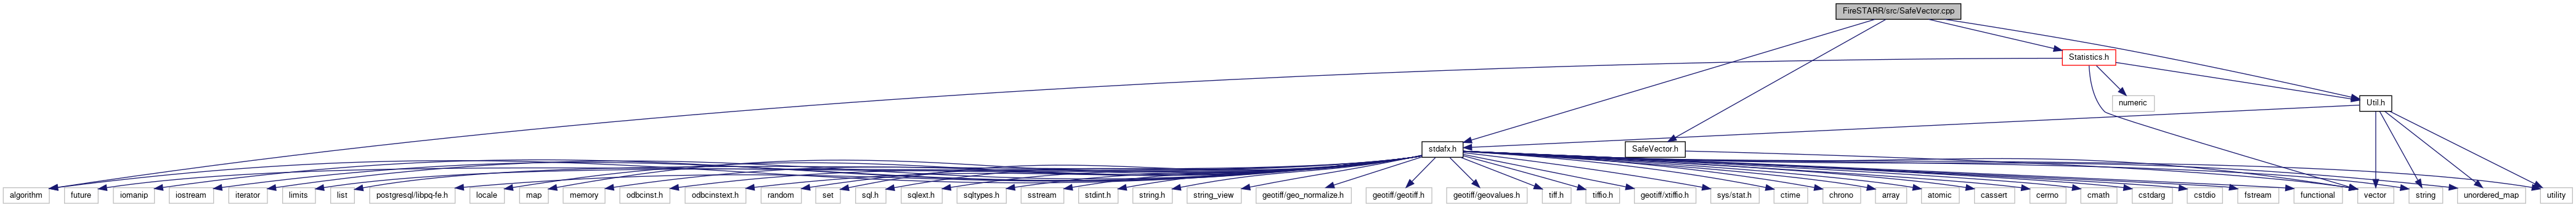 FireSTARR/src/SafeVector.cpp
Statistics.h
numeric
Util.h
stdafx.h
SafeVector.h
algorithm
future
iomanip
iostream
iterator
limits
list
postgresql/libpq-fe.h
locale
map
memory
odbcinst.h
odbcinstext.h
random
set
sql.h
sqlext.h
sqltypes.h
sstream
stdint.h
string.h
string_view
geotiff/geo_normalize.h
geotiff/geotiff.h
geotiff/geovalues.h
tiff.h
tiffio.h
geotiff/xtiffio.h
sys/stat.h
ctime
chrono
array
atomic
cassert
cerrno
cmath
cstdarg
cstdio
fstream
functional
vector
string
unordered_map
utility